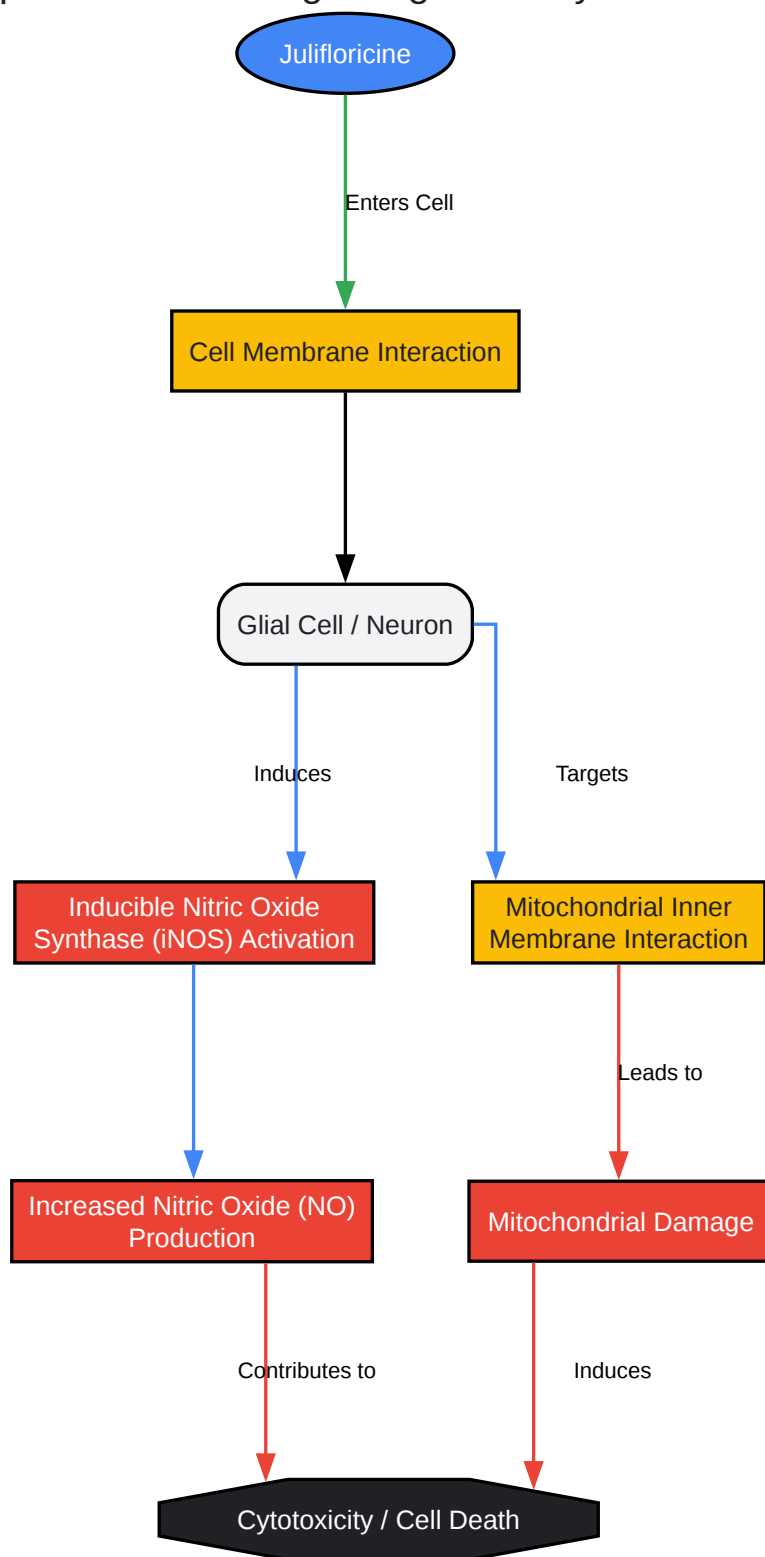 Julifloricine
Enters Cell
Cell Membrane Interaction
Glial Cell / Neuron
Induces
Targets
Inducible Nitric Oxide
Synthase (iNOS) Activation
Mitochondrial Inner
Membrane Interaction
Leads to
Increased Nitric Oxide (NO)
Production
Mitochondrial Damage
Contributes to
Induces
Cytotoxicity / Cell Death